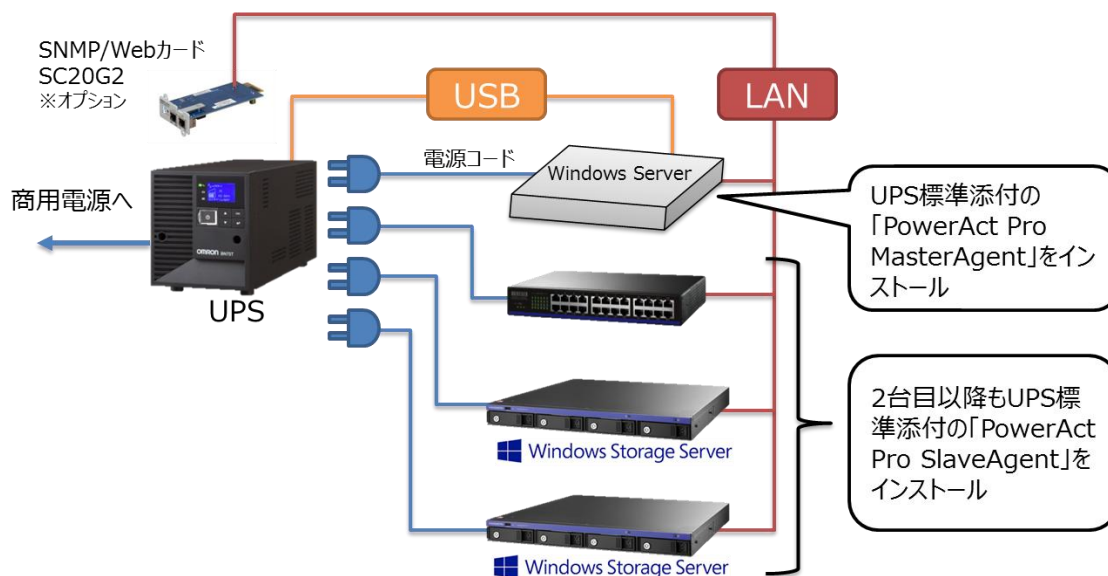 SNMP/Webカード
SC20G2
※オプション
USB
LAN
電源コード
Windows Server
商用電源へ
OMRON
UPS
UPS標準添付の
「PowerAct Pro
MasterAgent」をイン
ストール
2台目以降もUPS標
準添付の「PowerAct
Pro SlaveAgent」を
インストール
Windows Storage Server
Windows Storage Server